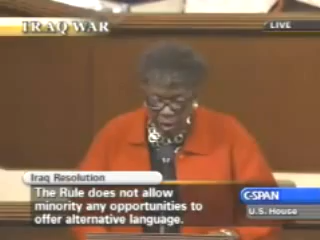 IRAQ WAR
LIVE
Iraq Resolution
The Rule does not allow
minority any opportunities to
offer alternative language.
C-SPAN
U.S. House